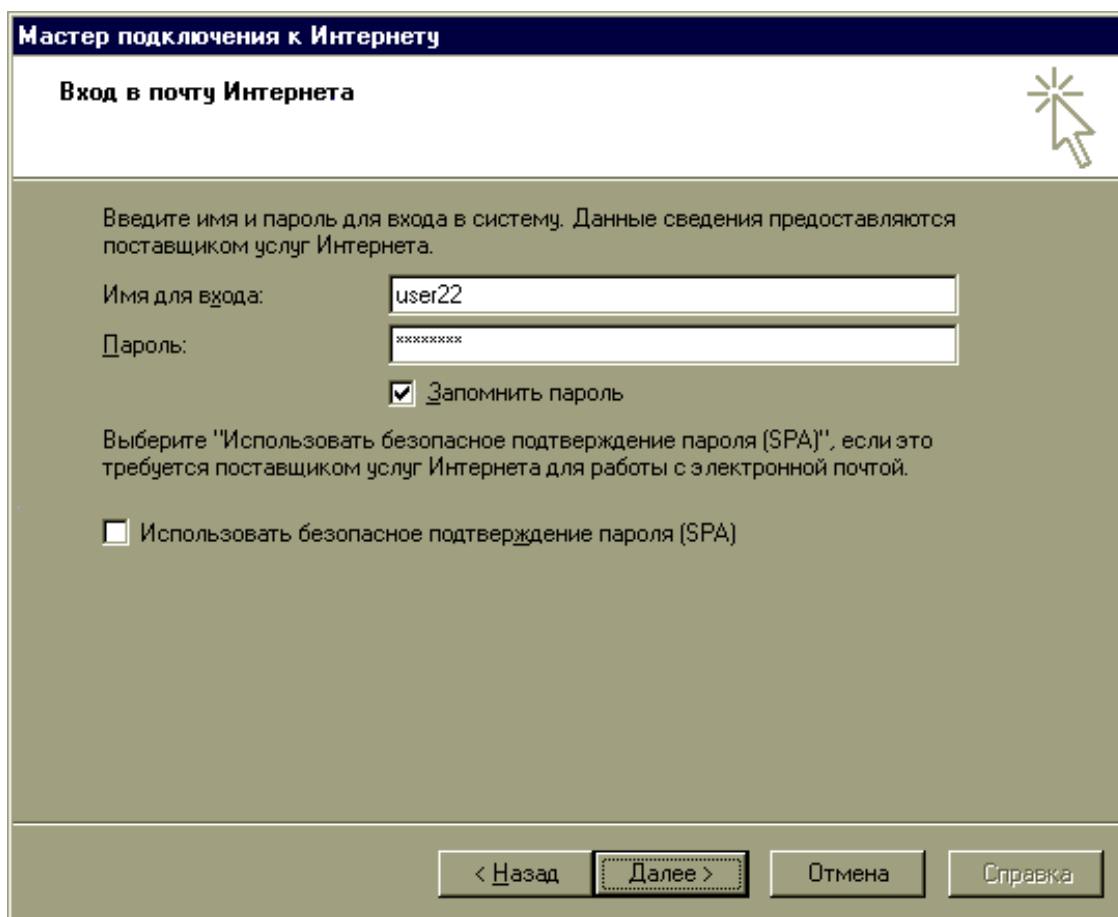 Мастер подключения к Интернету
Вход в почту Интернета
Введите имя и пароль для входа в систему. Данные сведения предоставляются
поставщиком услуг Интернета.
Имя для входа:
user22
Пароль:
********
Запомнить пароль
Выберите "Использовать безопасное подтверждение пароля (SPA)", если это
требуется поставщиком услуг Интернета для работы с электронной почтой.
Использовать безопасное подтверждение пароля (SPA)
< Назад
Далее >
Отмена
Справка